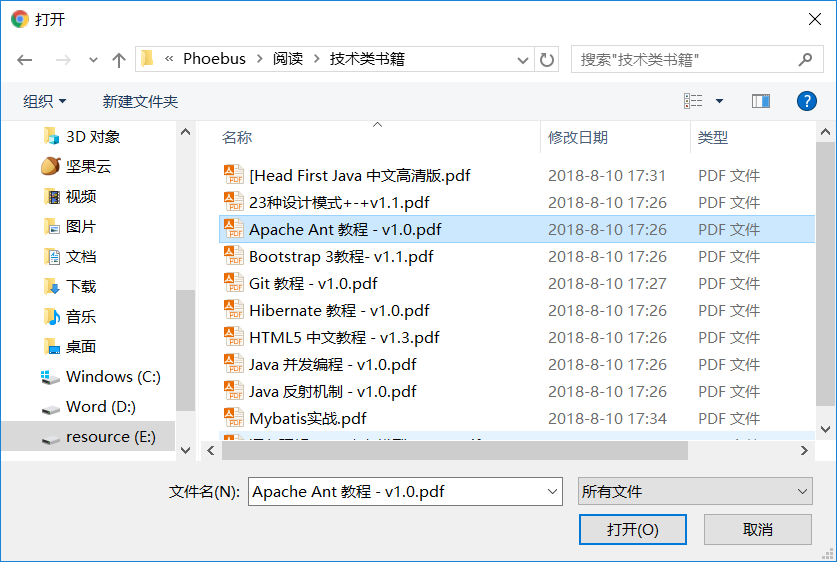 打开
« Phoebus > 阅读 > 技术类书籍
搜索"技术类书籍"
组织 新建文件夹
名称 修改日期 类型
3D 对象
坚果云
视频
图片
文档
下载
音乐
桌面
Windows (C:)
Word (D:)
resource (E:)
[Head First Java 中文高清版.pdf 2018-8-10 17:31 PDF 文件
23种设计模式+-+v1.1.pdf 2018-8-10 17:26 PDF 文件
Apache Ant 教程 - v1.0.pdf 2018-8-10 17:26 PDF 文件
Bootstrap 3教程- v1.1.pdf 2018-8-10 17:26 PDF 文件
Git 教程 - v1.0.pdf 2018-8-10 17:27 PDF 文件
Hibernate 教程 - v1.0.pdf 2018-8-10 17:26 PDF 文件
HTML5 中文教程 - v1.3.pdf 2018-8-10 17:26 PDF 文件
Java 并发编程 - v1.0.pdf 2018-8-10 17:26 PDF 文件
Java 反射机制 - v1.0.pdf 2018-8-10 17:26 PDF 文件
Mybatis实战.pdf 2018-8-10 17:34 PDF 文件
文件名(N): Apache Ant 教程 - v1.0.pdf 所有文件
打开(O) 取消